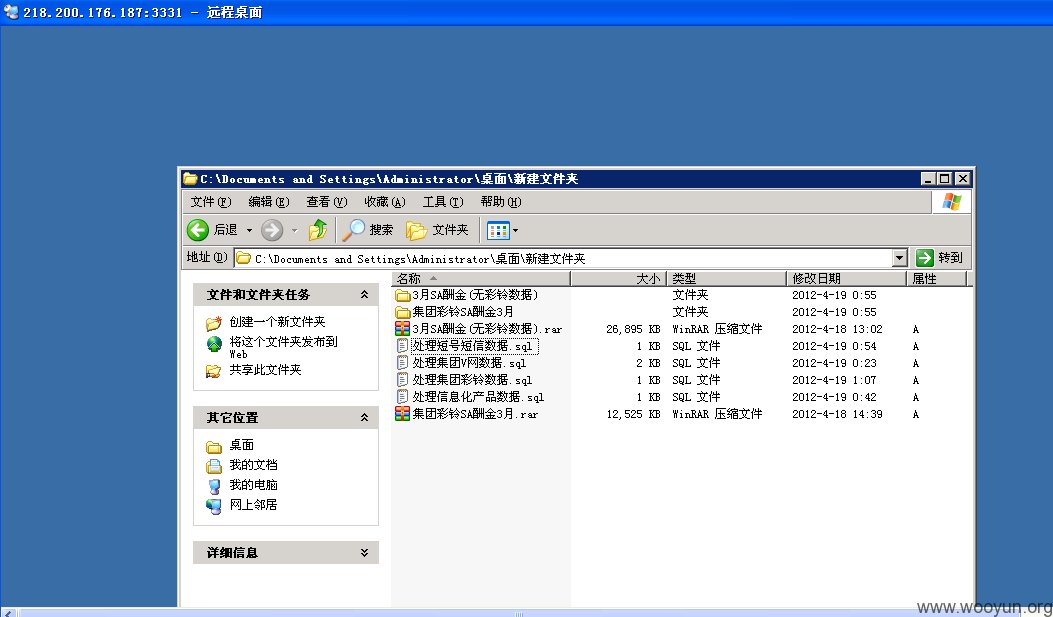 218.200.176.187:3331 - 远程桌面
C:\Documents and Settings\Administrator\桌面\新建文件夹
文件(F) 编辑(E) 查看(V) 收藏(A) 工具(T) 帮助(H)
后退 搜索 文件夹
地址(D) C:\Documents and Settings\Administrator\桌面\新建文件夹 转到
名称 大小 类型 修改日期 属性
3月SA酬金(无彩铃数据) 文件夹 2012-4-19 0:55
集团彩铃SA酬金3月 文件夹 2012-4-19 0:55
3月SA酬金(无彩铃数据).rar 26,895 KB WinRAR 压缩文件 2012-4-18 13:02 A
处理短号短信数据.sql 1 KB SQL 文件 2012-4-19 0:54 A
处理集团V网数据.sql 2 KB SQL 文件 2012-4-19 0:23 A
处理集团彩铃数据.sql 1 KB SQL 文件 2012-4-19 1:07 A
处理信息化产品数据.sql 1 KB SQL 文件 2012-4-19 0:42 A
集团彩铃SA酬金3月.rar 12,525 KB WinRAR 压缩文件 2012-4-18 14:39 A
文件和文件夹任务
创建一个新文件夹
将这个文件夹发布到
Web
共享此文件夹
其它位置
桌面
我的文档
我的电脑
网上邻居
详细信息
www.wooyun.org